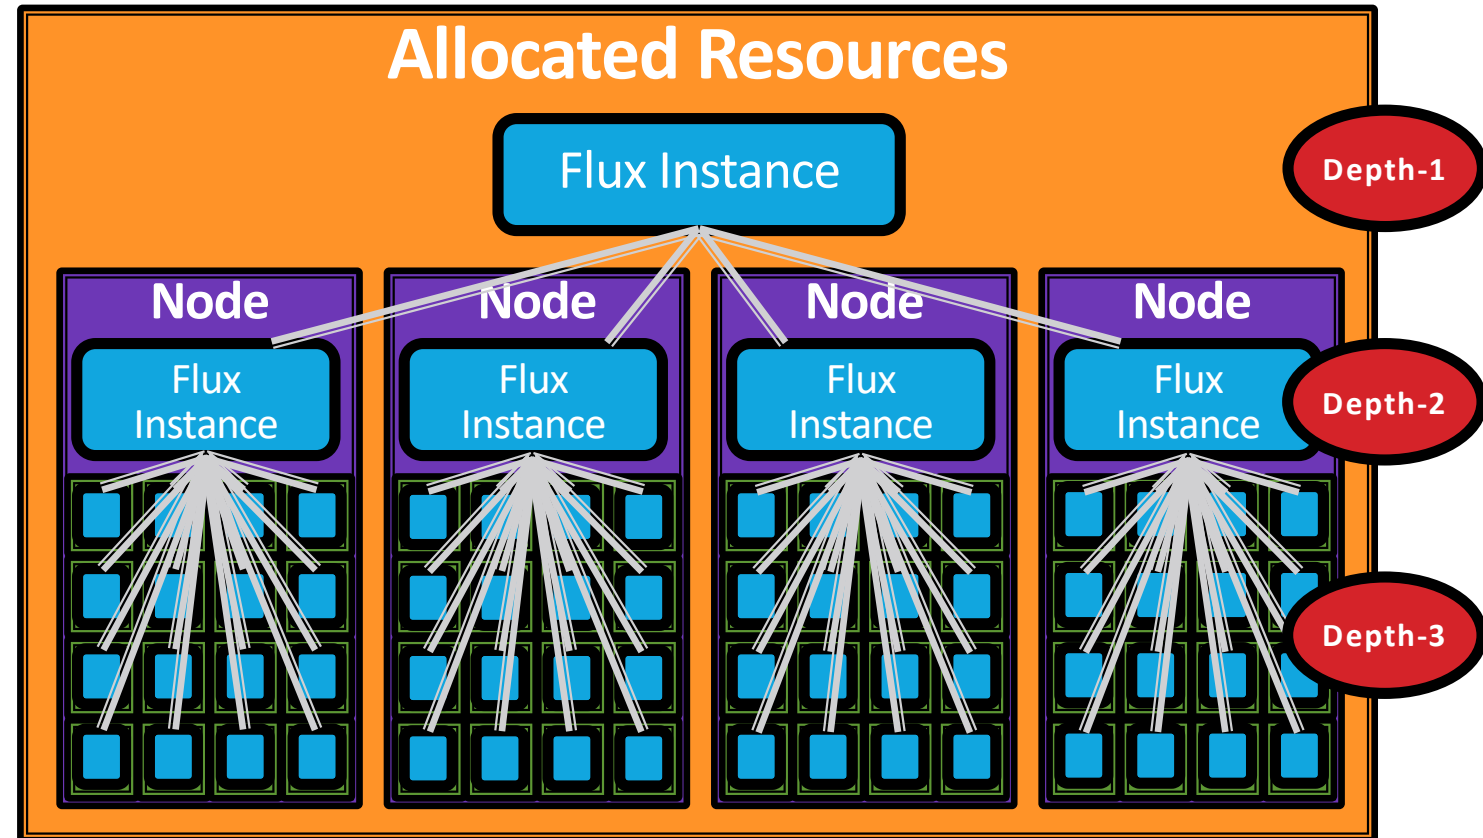 Allocated Resources
Flux Instance
Depth-1
Node
Node
Node
Node
Flux
Instance
Flux
Instance
Flux
Instance
Flux
Instance
Depth-2
Depth-3